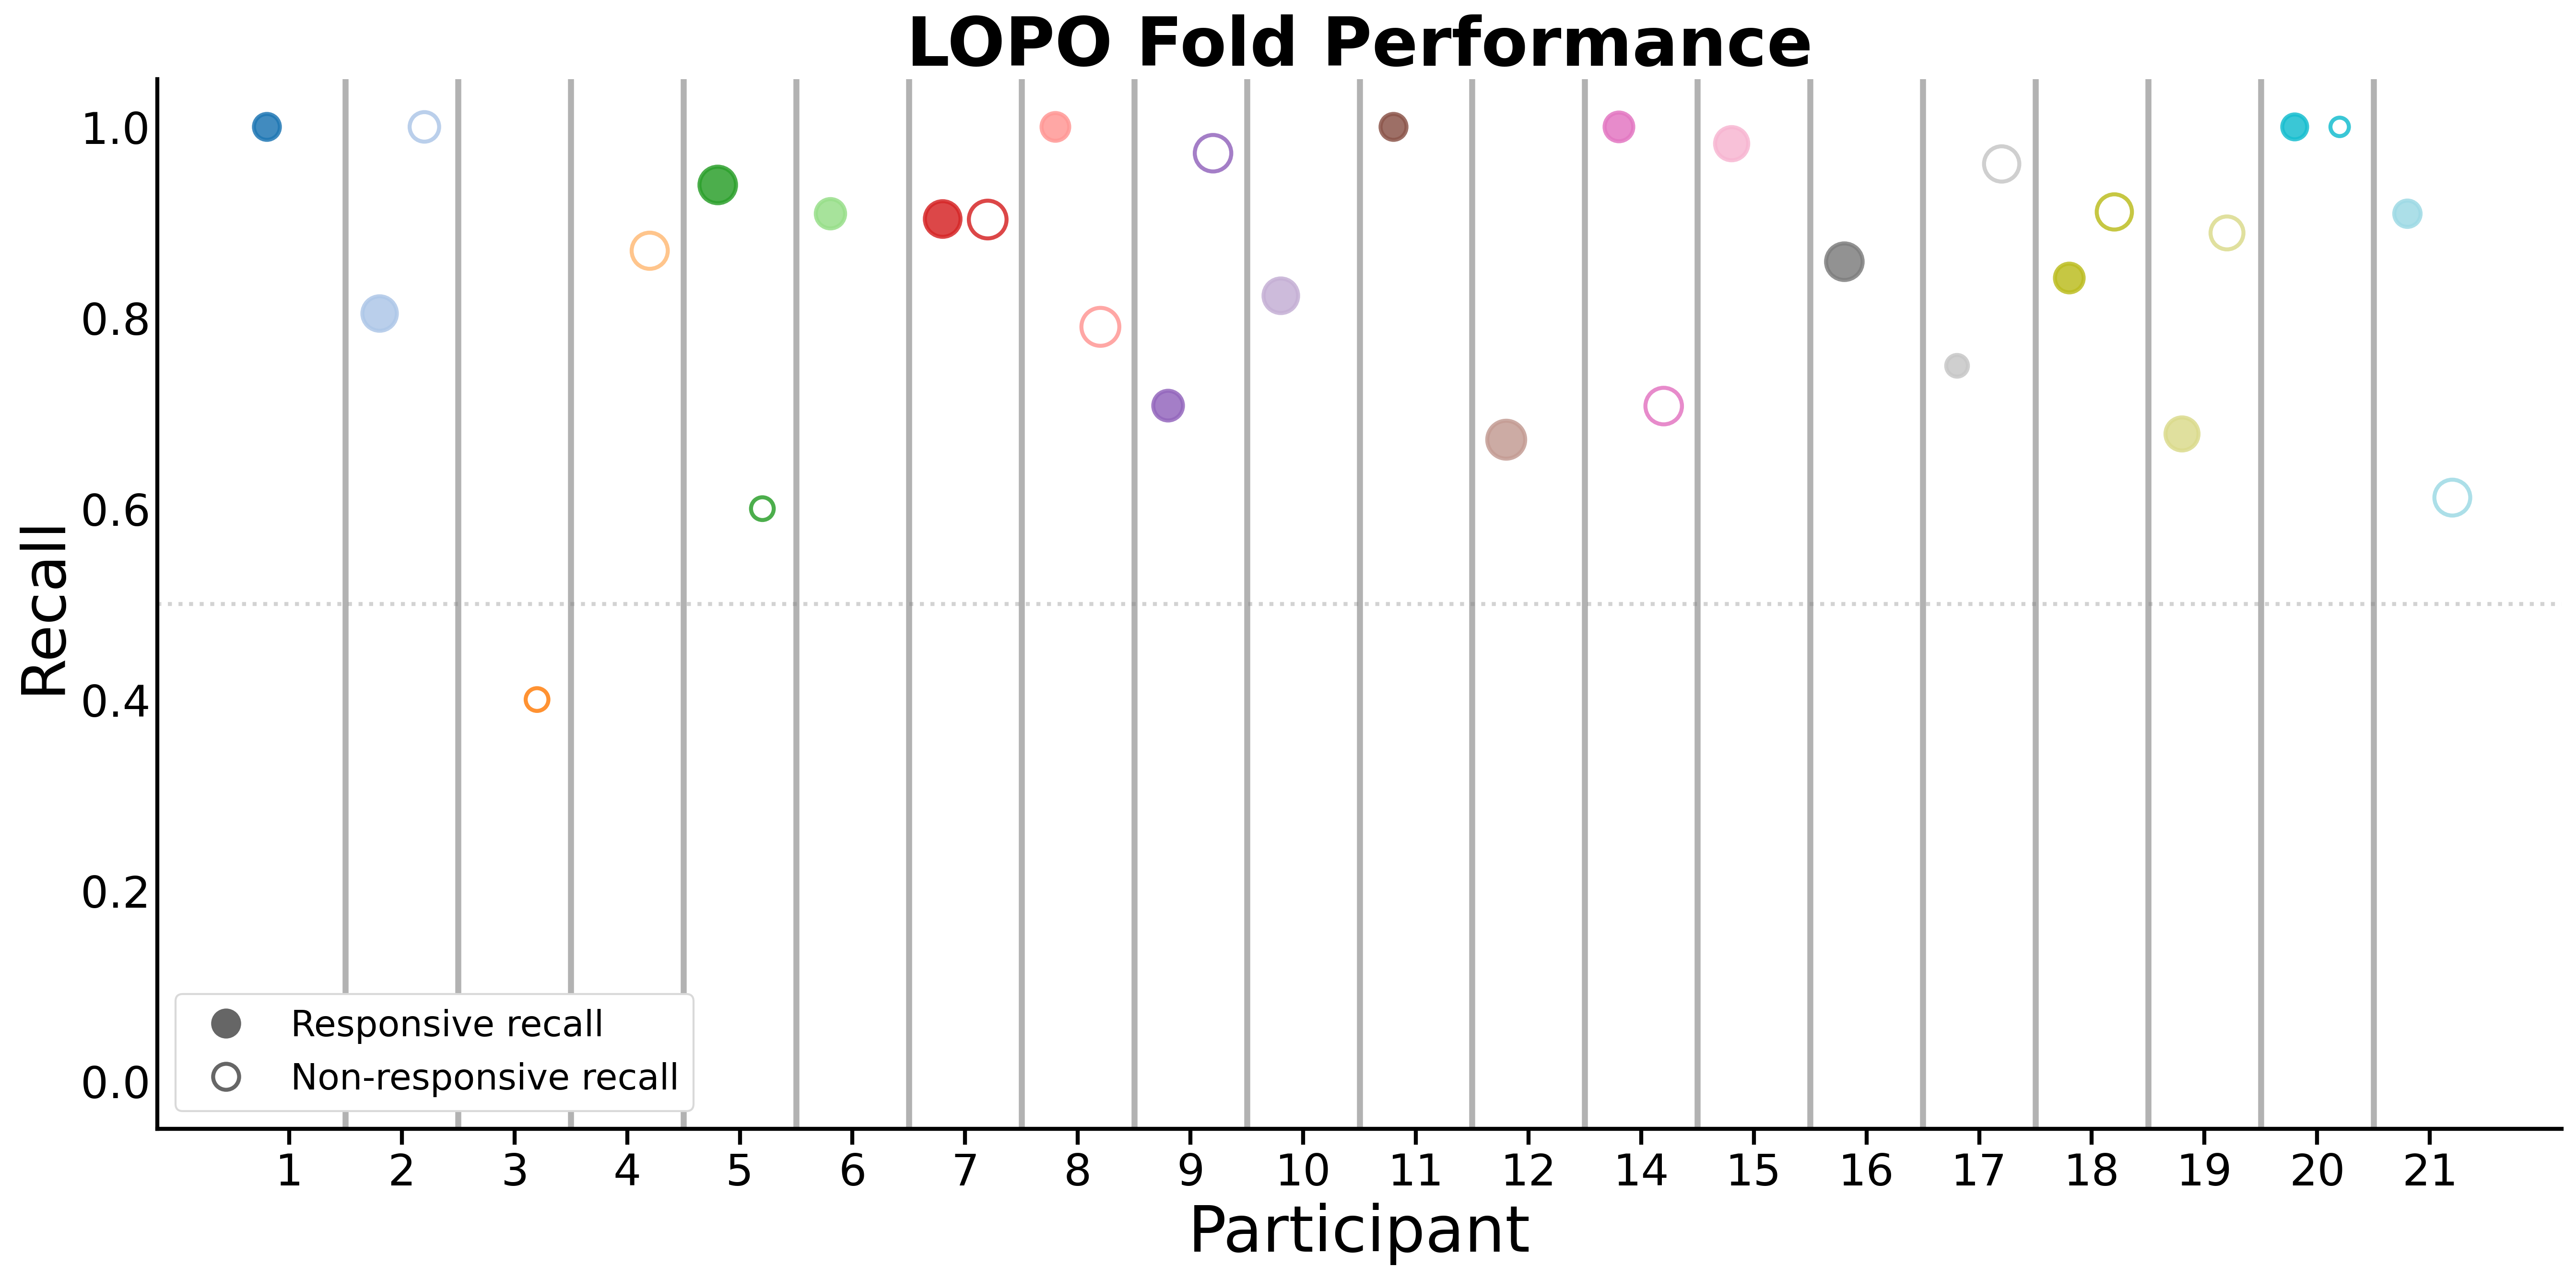 LOPO Fold Performance
1.0
0.8
0.6
0.4
0.2
0.0
Recall
Responsive recall
Non-responsive recall
1 2 3 4 5 6 7 8 9 10 11 12 14 15 16 17 18 19 20 21
Participant